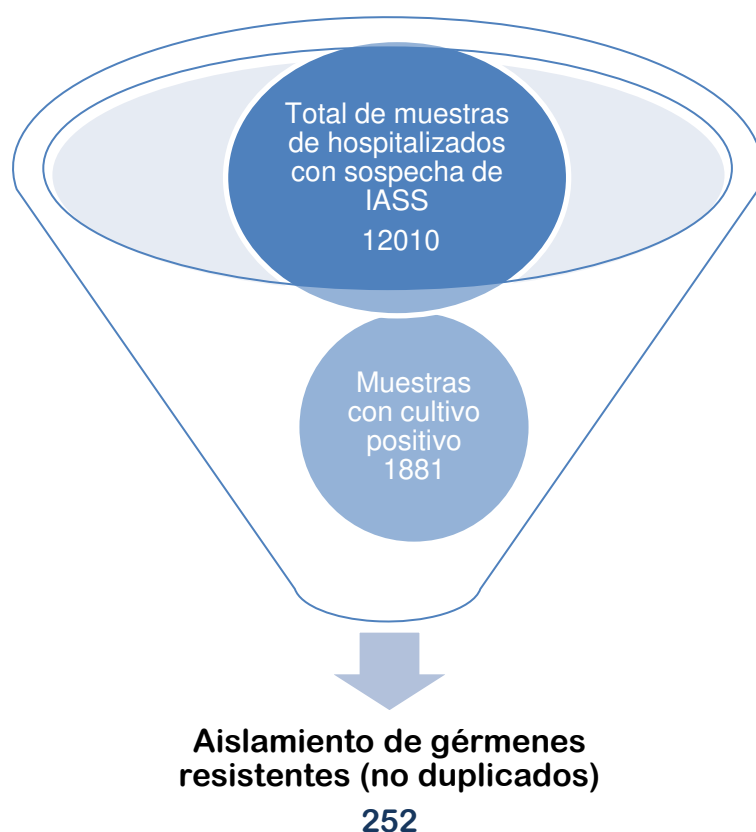 Total de muestras
de hospitalizados
con sospecha de
IASS
12010
Muestras
con cultivo
positivo
1881
Aislamiento de gérmenes
resistentes (no duplicados)
252